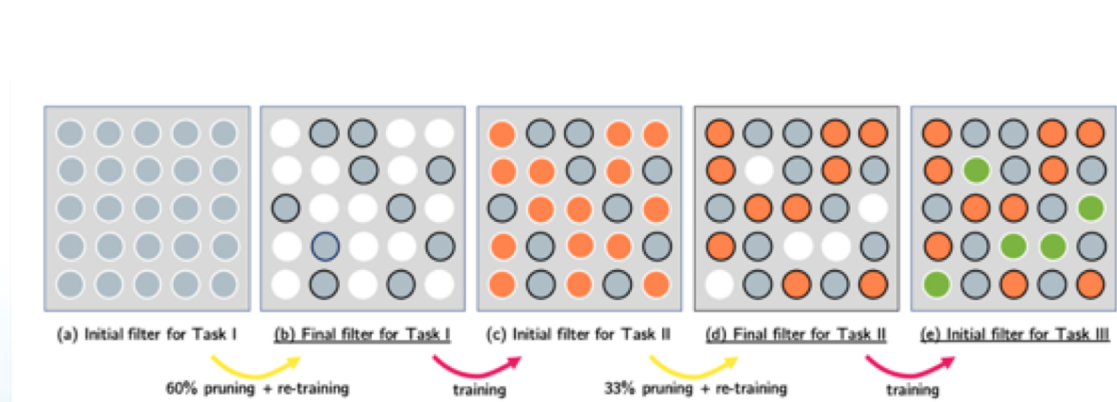 (a) Initial filter for Task I
(b) Final filter for Task I
(c) Initial filter for Task II
(d) Final filter for Task II
(e) Initial filter for Task III
60% pruning + re-training
training
33% pruning + re-training
training